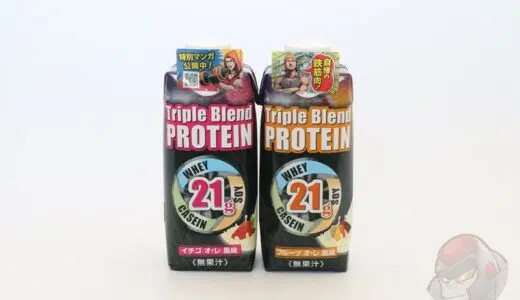 特別マンガ
公開中!
Triple Blend
PROTEIN
WHEY
SOY
CASEIN
21g
イチゴ オ・レ 風味
〈無果汁〉
自慢の
鉄筋肉!
Triple Blend
PROTEIN
WHEY
SOY
CASEIN
21g
フルーツ オ・レ 風味
〈無果汁〉